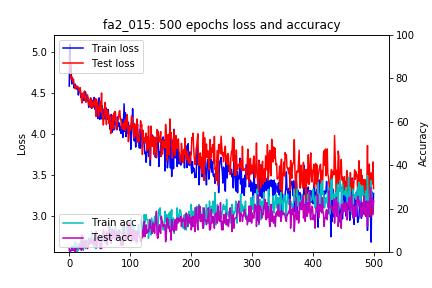 fa2_015: 500 epochs loss and accuracy
Train loss
Test loss
Train acc
Test acc
Loss
Accuracy
5.0
4.5
4.0
3.5
3.0
100
80
60
40
20
0
0
100
200
300
400
500